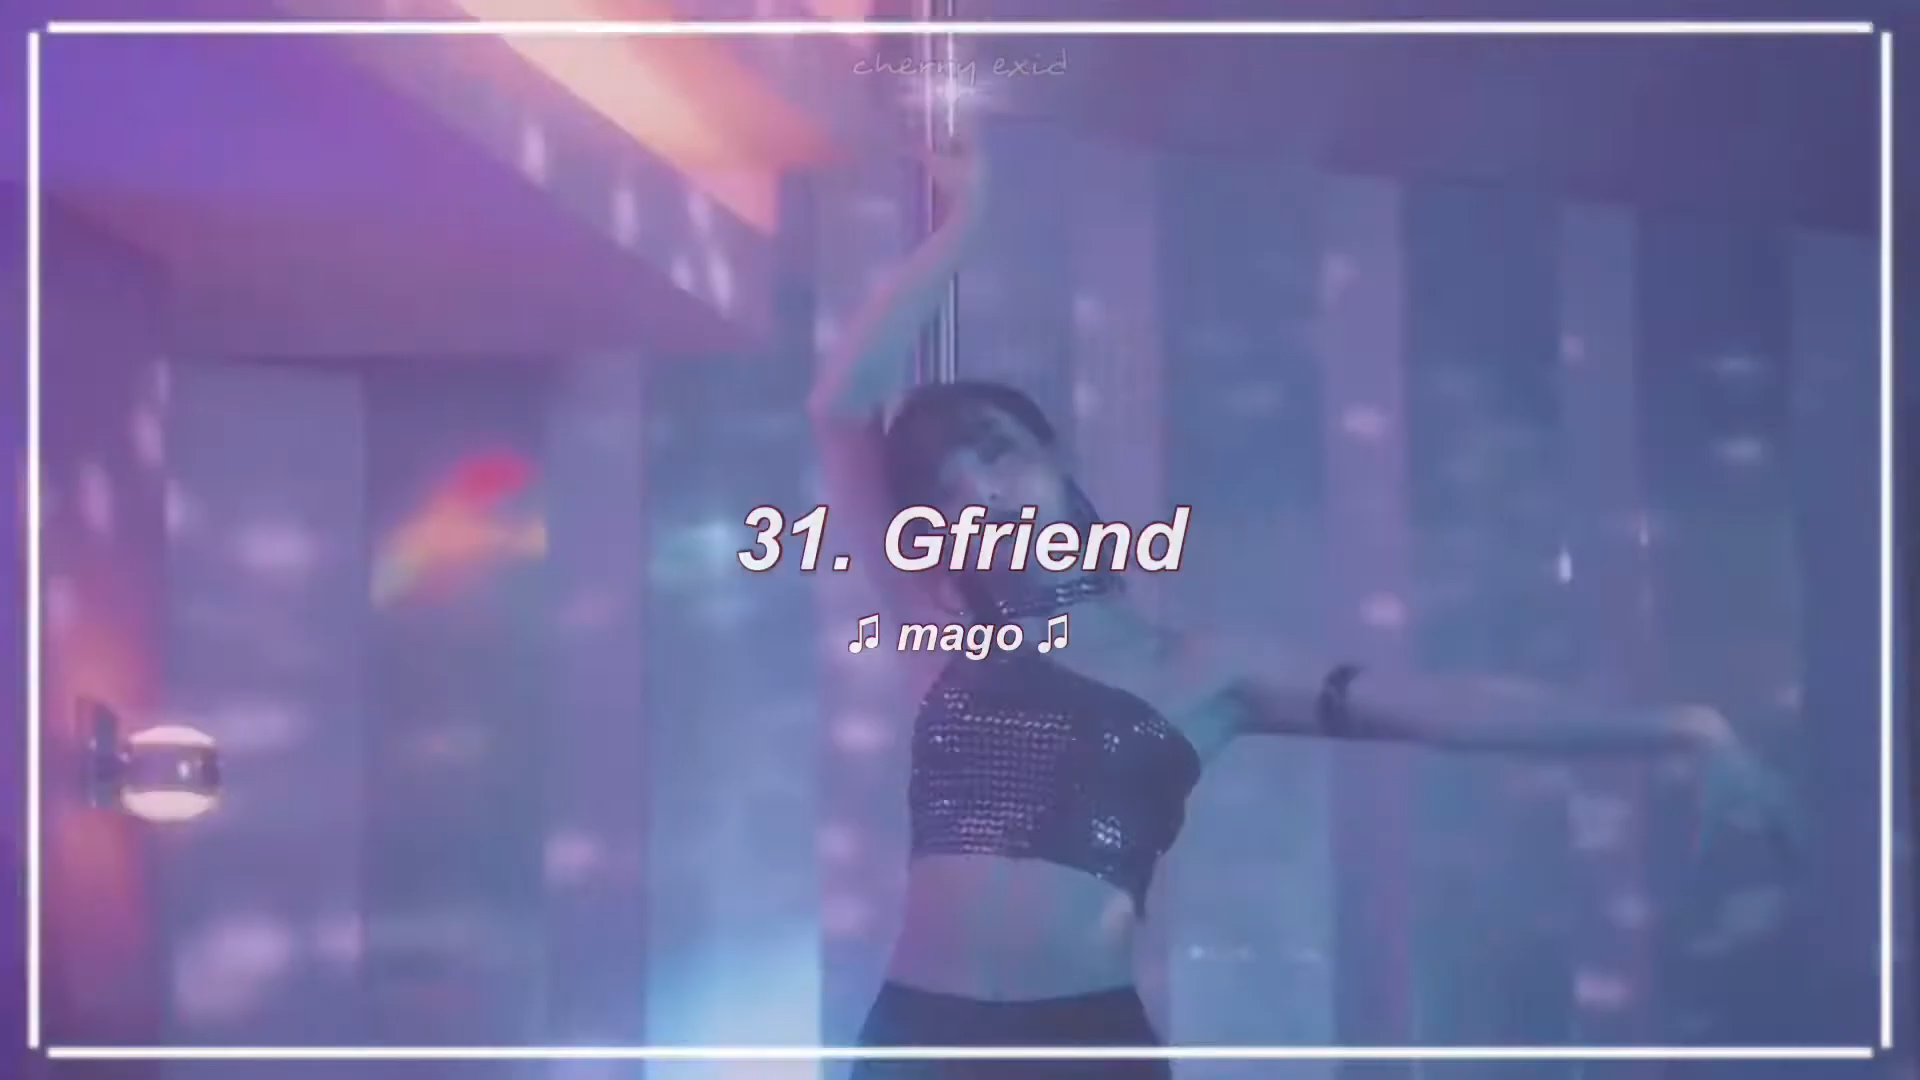 cherry exid
31. Gfriend
♫ mago ♫